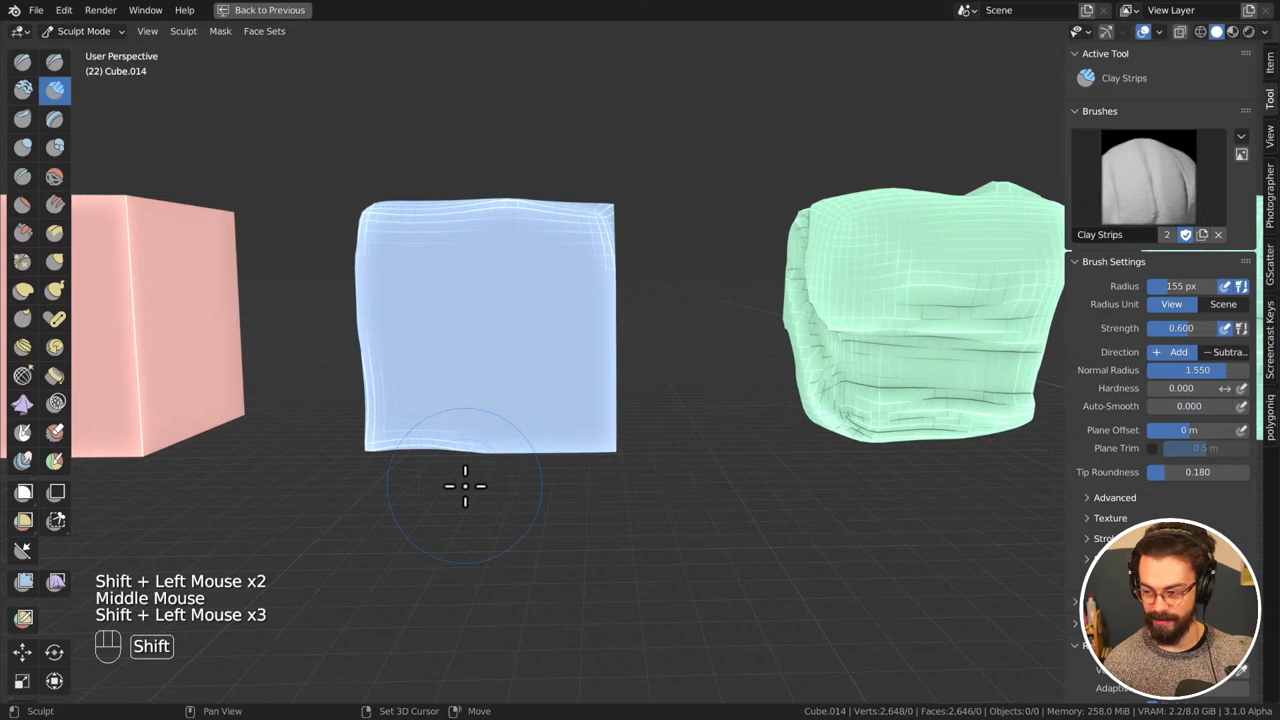 File Edit Render Window Help Back to Previous Scene View Layer
Sculpt Mode View Sculpt Mask Face Sets
User Perspective
(22) Cube.014
Active Tool
Clay Strips
Brushes
Clay Strips 2
Brush Settings
Radius 155 px
Radius Unit View Scene
Strength 0.600
Direction + Add − Subtra...
Normal Radius 1.550
Hardness 0.000
Auto-Smooth 0.000
Plane Offset 0 m
Plane Trim 0.5 m
Tip Roundness 0.180
Advanced
Texture
Stro
Adaptiv
Item
Tool
View
Photographer
GScatter
Screencast Keys
polygoniq
Shift + Left Mouse x2
Middle Mouse
Shift + Left Mouse x3
Shift
Sculpt Pan View Set 3D Cursor Move Cube.014 | Verts:2,648/0 | Faces:2,646/0 | Objects:0/0 | Memory: 258.0 MiB | VRAM: 2.2/8.0 GiB | 3.1.0 Alpha